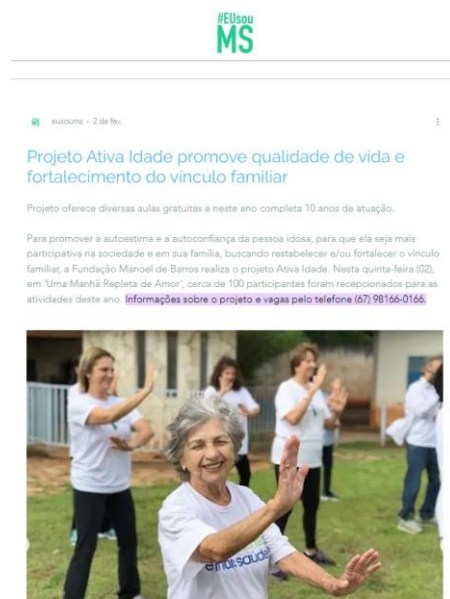 #EUsou
MS
eusoums • 2 de fev.
Projeto Ativa Idade promove qualidade de vida e
fortalecimento do vínculo familiar
Projeto oferece diversas aulas gratuitas e neste ano completa 10 anos de atuação.
Para promover a autoestima e a autoconfiança da pessoa idosa, para que ela seja mais
participativa na sociedade e em sua família, buscando restabelecer e/ou fortalecer o vínculo
familiar, a Fundação Manoel de Barros realiza o projeto Ativa Idade. Nesta quinta-feira (02),
em 'Uma Manhã Repleta de Amor', cerca de 100 participantes foram recepcionados para as
atividades deste ano. Informações sobre o projeto e vagas pelo telefone (67) 98166-0166.
é mais saúde